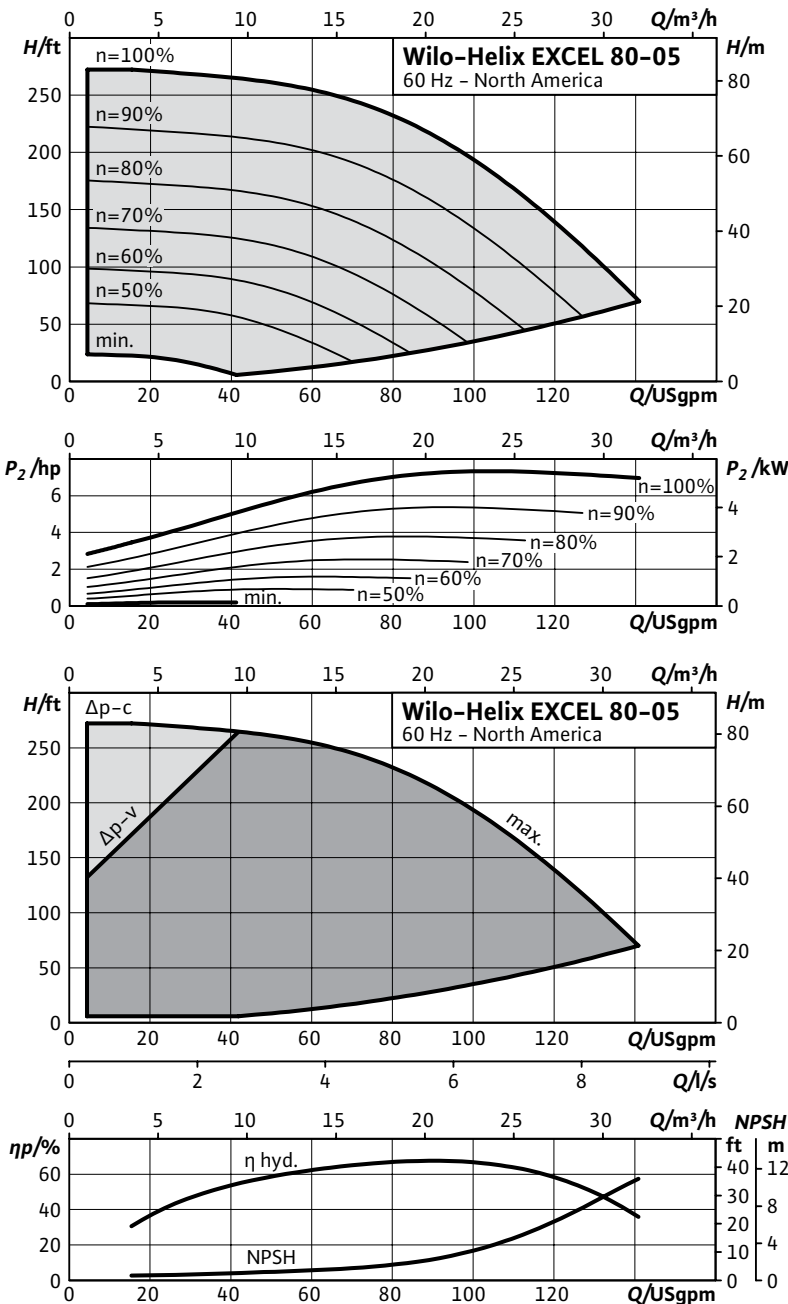 0 5 10 15 20 25 30 Q/m³/h
H/ft
H/m
Wilo-Helix EXCEL 80-05
60 Hz - North America
n=100%
250
80
n=90%
200
60
n=80%
150
n=70%
40
n=60%
100
n=50%
20
50
min.
0
0
0 20 40 60 80 100 120 Q/USgpm
0 5 10 15 20 25 30 Q/m³/h
P₂/hp
P₂/kW
6
n=100%
4
n=90%
4
n=80%
2
n=70%
2
n=60%
min.
n=50%
0
0
0 20 40 60 80 100 120 Q/USgpm
0 5 10 15 20 25 30 Q/m³/h
H/ft
H/m
Δp-c
Wilo-Helix EXCEL 80-05
60 Hz - North America
250
80
200
60
Δp-v
max.
150
40
100
20
50
0
0
0 20 40 60 80 100 120 Q/USgpm
0 2 4 6 8 Q/l/s
0 5 10 15 20 25 30 Q/m³/h NPSH
ηp/%
ft m
η hyd.
60
40 12
30
40
8
20
20
NPSH
10
4
0
0 0
0 20 40 60 80 100 120 Q/USgpm